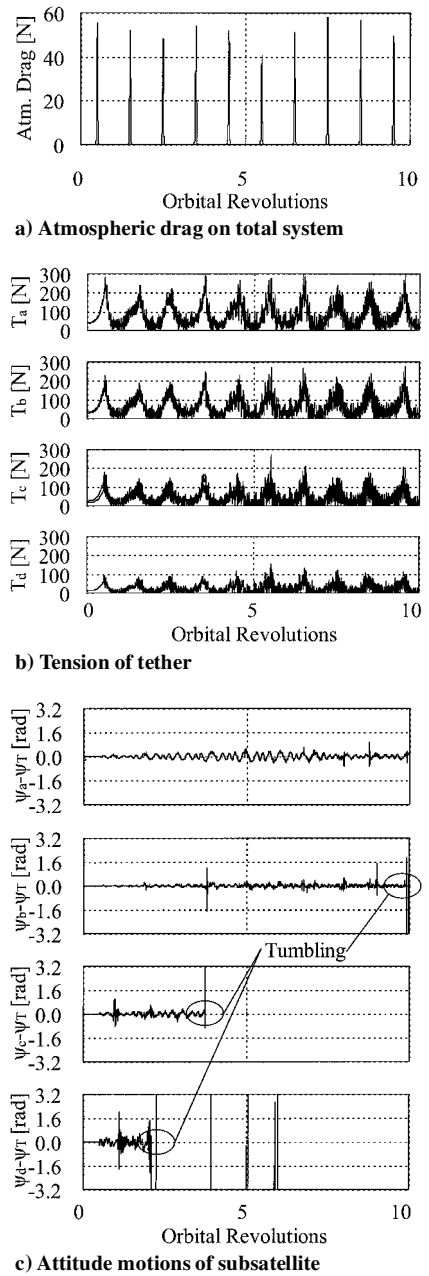 60
40
20
0
Atm. Drag [N]
0 5 10
Orbital Revolutions
a) Atmospheric drag on total system
300
200
100
0
Ta [N]
300
200
100
0
Tb [N]
300
200
100
0
Tc [N]
300
200
100
0
Td [N]
0 5 10
Orbital Revolutions
b) Tension of tether
3.2
1.6
0.0
-1.6
-3.2
ψa-ψT [rad]
3.2
1.6
0.0
-1.6
-3.2
ψb-ψT [rad]
Tumbling
3.2
1.6
0.0
-1.6
-3.2
ψc-ψT [rad]
3.2
1.6
0.0
-1.6
-3.2
ψd-ψT [rad]
0 5 10
Orbital Revolutions
c) Attitude motions of subsatellite